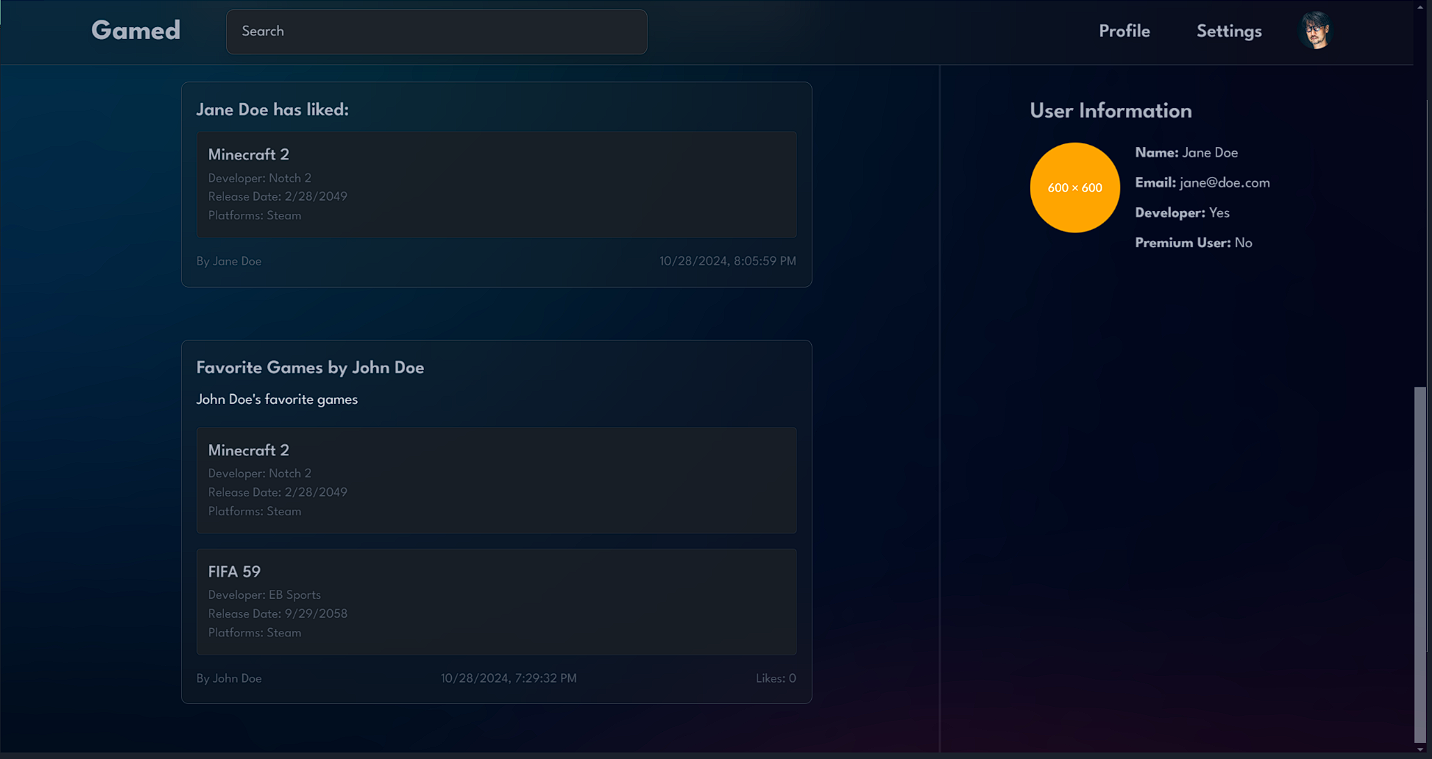 Gamed
Search
Profile
Settings
Jane Doe has liked:
Minecraft 2
Developer: Notch 2
Release Date: 2/28/2049
Platforms: Steam
By Jane Doe
10/28/2024, 8:05:59 PM
Favorite Games by John Doe
John Doe's favorite games
Minecraft 2
Developer: Notch 2
Release Date: 2/28/2049
Platforms: Steam
FIFA 59
Developer: EB Sports
Release Date: 9/29/2058
Platforms: Steam
By John Doe
10/28/2024, 7:29:32 PM
Likes: 0
User Information
600 × 600
Name: Jane Doe
Email: jane@doe.com
Developer: Yes
Premium User: No